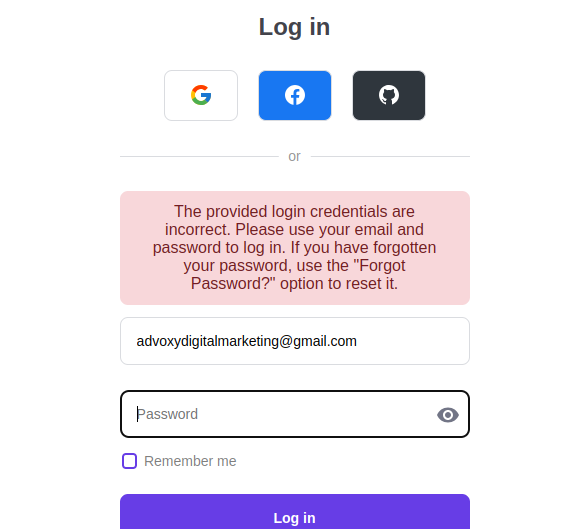 Log in
or
The provided login credentials are
incorrect. Please use your email and
password to log in. If you have forgotten
your password, use the "Forgot
Password?" option to reset it.
advoxydigitalmarketing@gmail.com
Password
Remember me
Log in